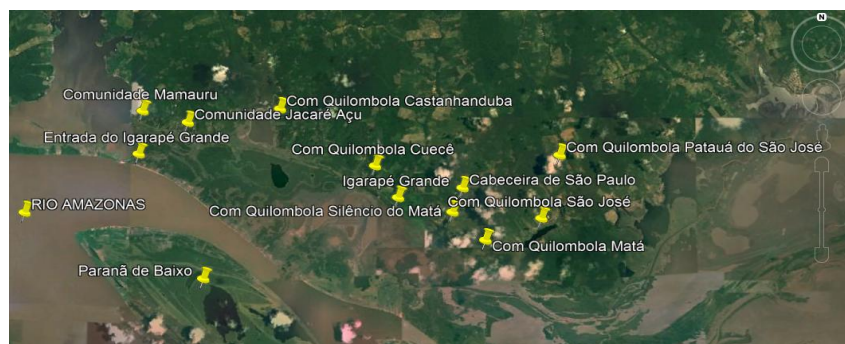 N
Comunidade Mamauru
Com Quilombola Castanhanduba
Comunidade Jacaré Açu
Entrada do Igarapé Grande
Com Quilombola Cuecê
Com Quilombola Patauá do São José
Igarapé Grande
Cabeceira de São Paulo
RIO AMAZONAS
Com Quilombola São José
Com Quilombola Silêncio do Matá
Com Quilombola Matá
Paranã de Baixo